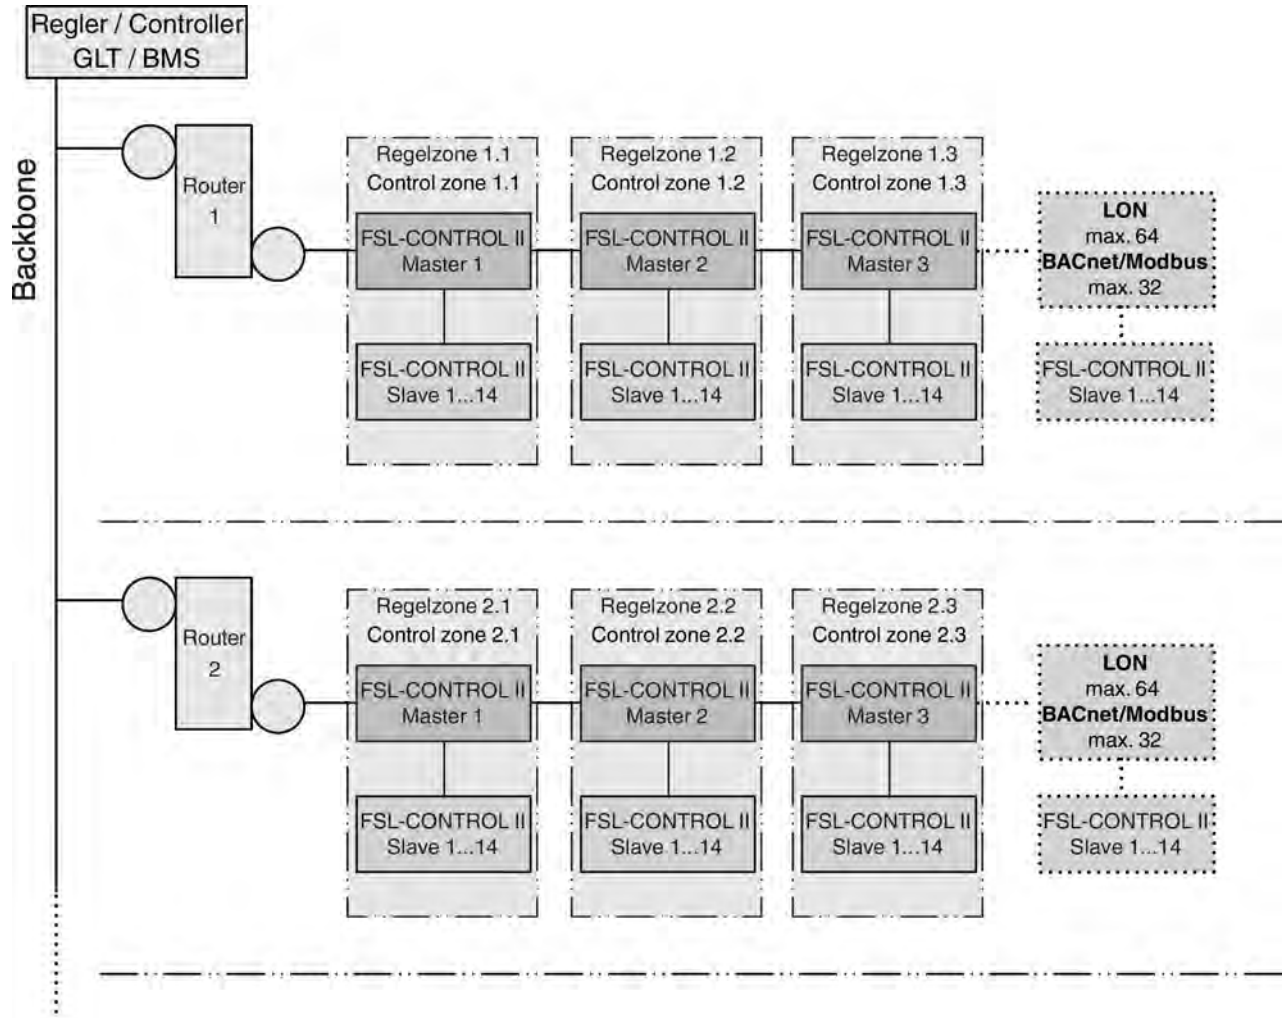 Regler / Controller
GLT / BMS
Backbone
Router
1
Regelzone 1.1
Control zone 1.1
FSL-CONTROL II
Master 1
FSL-CONTROL II
Slave 1...14
Regelzone 1.2
Control zone 1.2
FSL-CONTROL II
Master 2
FSL-CONTROL II
Slave 1...14
Regelzone 1.3
Control zone 1.3
FSL-CONTROL II
Master 3
FSL-CONTROL II
Slave 1...14
LON
max. 64
BACnet/Modbus
max. 32
FSL-CONTROL II
Slave 1...14
Router
2
Regelzone 2.1
Control zone 2.1
FSL-CONTROL II
Master 1
FSL-CONTROL II
Slave 1...14
Regelzone 2.2
Control zone 2.2
FSL-CONTROL II
Master 2
FSL-CONTROL II
Slave 1...14
Regelzone 2.3
Control zone 2.3
FSL-CONTROL II
Master 3
FSL-CONTROL II
Slave 1...14
LON
max. 64
BACnet/Modbus
max. 32
FSL-CONTROL II
Slave 1...14